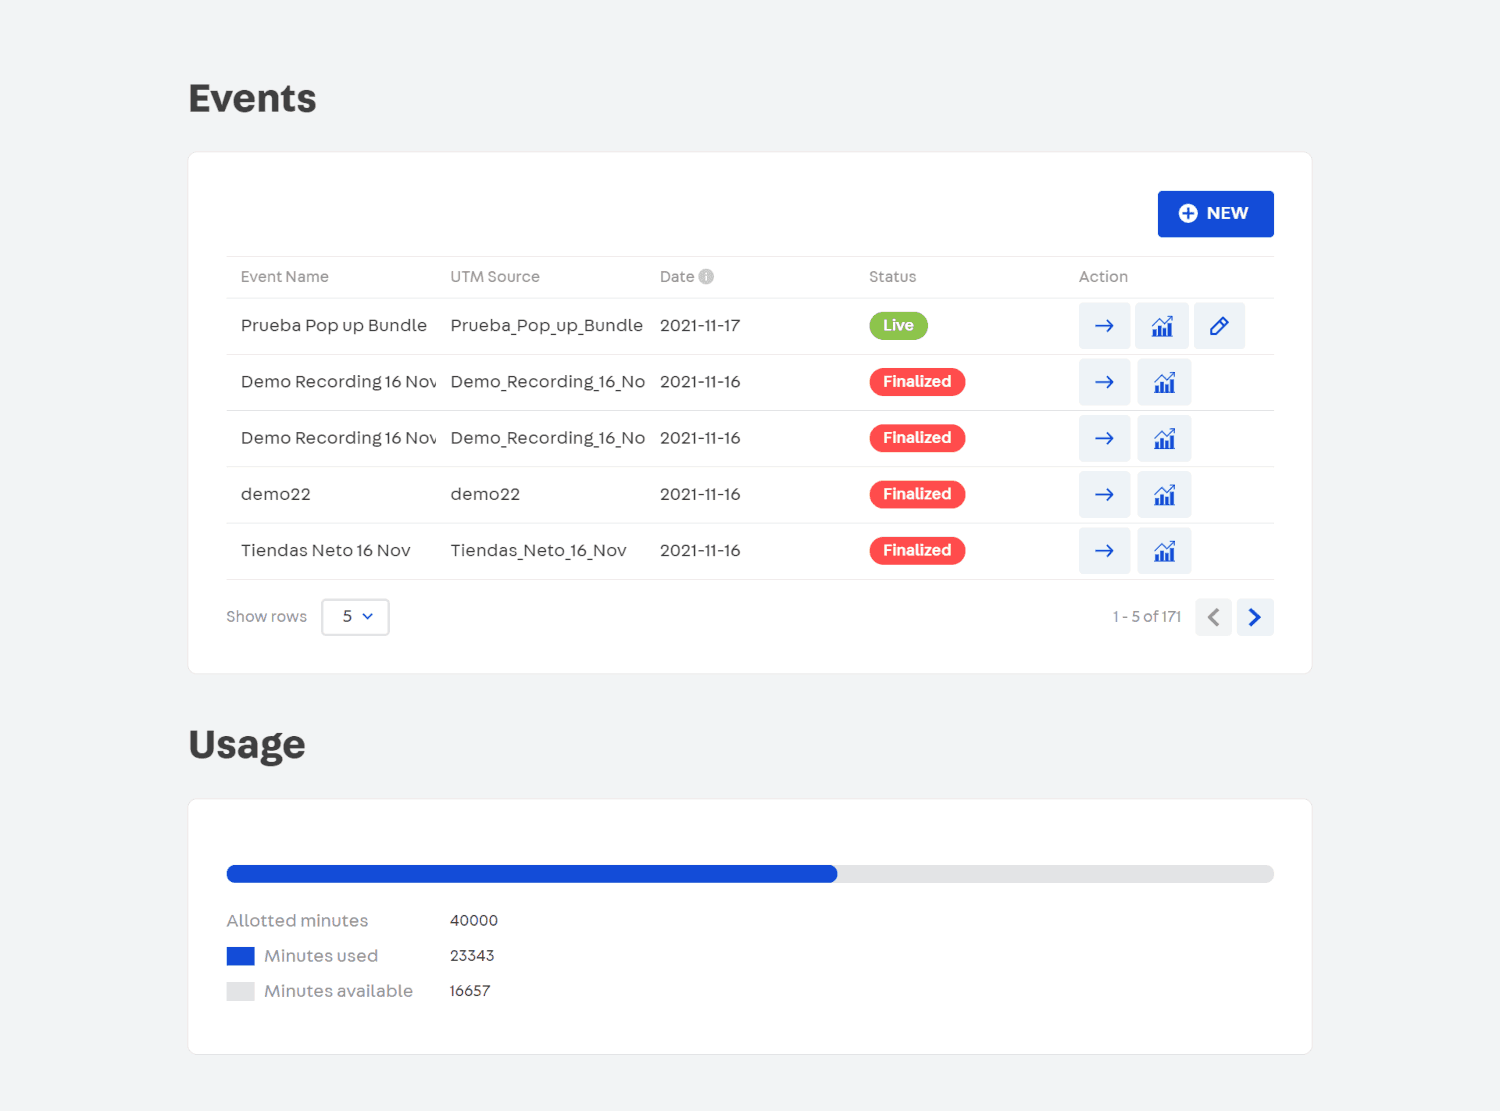 Events
NEW
Event Name UTM Source Date Status Action
Prueba Pop up Bundle Prueba_Pop_up_Bundle 2021-11-17 Live
Demo Recording 16 Nov Demo_Recording_16_No 2021-11-16 Finalized
Demo Recording 16 Nov Demo_Recording_16_No 2021-11-16 Finalized
demo22 demo22 2021-11-16 Finalized
Tiendas Neto 16 Nov Tiendas_Neto_16_Nov 2021-11-16 Finalized
Show rows 5 1 - 5 of 171
Usage
Allotted minutes 40000
Minutes used 23343
Minutes available 16657